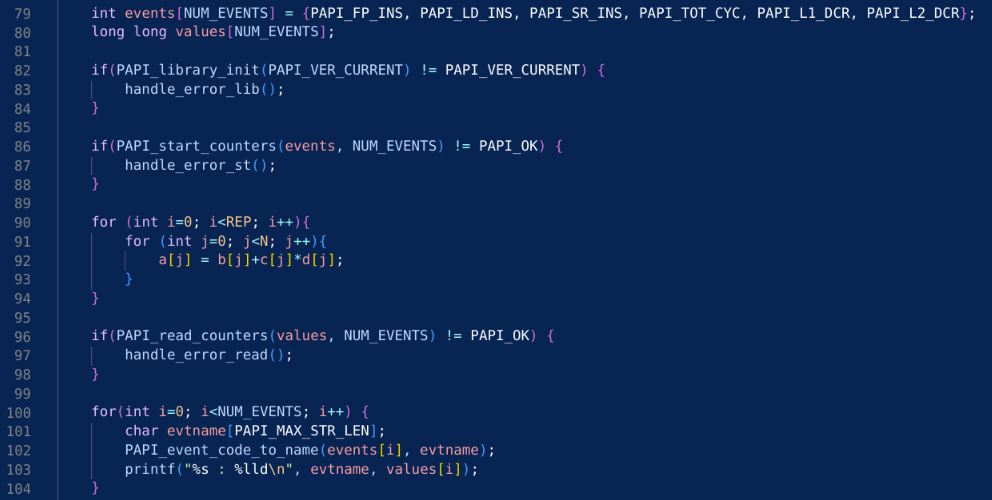 79 int events[NUM_EVENTS] = {PAPI_FP_INS, PAPI_LD_INS, PAPI_SR_INS, PAPI_TOT_CYC, PAPI_L1_DCR, PAPI_L2_DCR};
80 long long values[NUM_EVENTS];
81
82 if(PAPI_library_init(PAPI_VER_CURRENT) != PAPI_VER_CURRENT) {
83 handle_error_lib();
84 }
85
86 if(PAPI_start_counters(events, NUM_EVENTS) != PAPI_OK) {
87 handle_error_st();
88 }
89
90 for (int i=0; i<REP; i++){
91 for (int j=0; j<N; j++){
92 a[j] = b[j]+c[j]*d[j];
93 }
94 }
95
96 if(PAPI_read_counters(values, NUM_EVENTS) != PAPI_OK) {
97 handle_error_read();
98 }
99
100 for(int i=0; i<NUM_EVENTS; i++) {
101 char evtname[PAPI_MAX_STR_LEN];
102 PAPI_event_code_to_name(events[i], evtname);
103 printf("%s : %lld\n", evtname, values[i]);
104 }